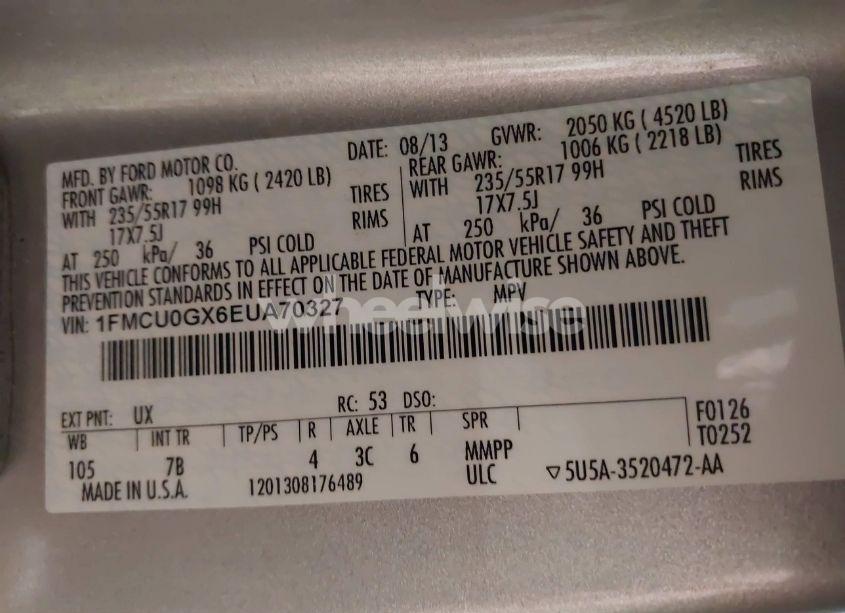 MFD. BY FORD MOTOR CO. DATE: 08/13 GVWR: 2050 KG ( 4520 LB)
FRONT GAWR: 1098 KG ( 2420 LB) REAR GAWR: 1006 KG ( 2218 LB)
WITH 235/55R17 99H TIRES WITH 235/55R17 99H TIRES
17X7.5J RIMS 17X7.5J RIMS
AT 250 kPa/ 36 PSI COLD AT 250 kPa/ 36 PSI COLD
THIS VEHICLE CONFORMS TO ALL APPLICABLE FEDERAL MOTOR VEHICLE SAFETY AND THEFT
PREVENTION STANDARDS IN EFFECT ON THE DATE OF MANUFACTURE SHOWN ABOVE.
VIN: 1FMCU0GX6EUA70327 TYPE: MPV
wheelwise
EXT PNT: UX RC: 53 DSO:
WB INT TR TP/PS R AXLE TR SPR F0126
T0252
105 7B 4 3C 6 MMPP
ULC
MADE IN U.S.A. 1201308176489 ▽5U5A-3520472-AA